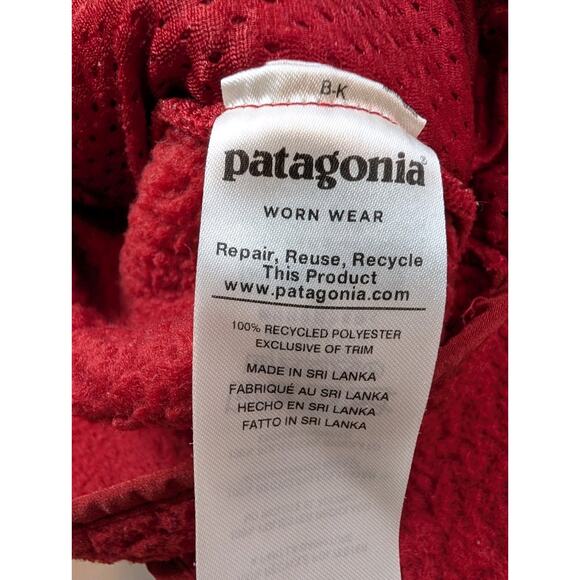 B-K
patagonia®
WORN WEAR
Repair, Reuse, Recycle
This Product
www.patagonia.com
100% RECYCLED POLYESTER
EXCLUSIVE OF TRIM
MADE IN SRI LANKA
FABRIQUÉ AU SRI LANKA
HECHO EN SRI LANKA
FATTO IN SRI LANKA